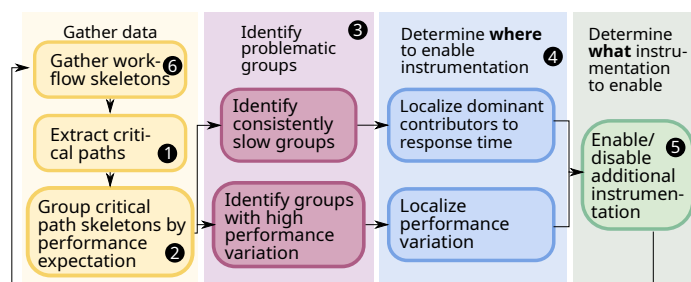 Gather data
Gather work-
flow skeletons
6
Extract criti-
cal paths
1
Group critical
path skeletons by
performance
expectation
2
Identify
problematic
groups
3
Identify
consistently
slow groups
Identify groups
with high
performance
variation
Determine where
to enable
instrumentation
4
Localize dominant
contributors to
response time
Localize
performance
variation
Determine
what instru-
mentation
to enable
Enable/
disable
additional
instrumen-
tation
5